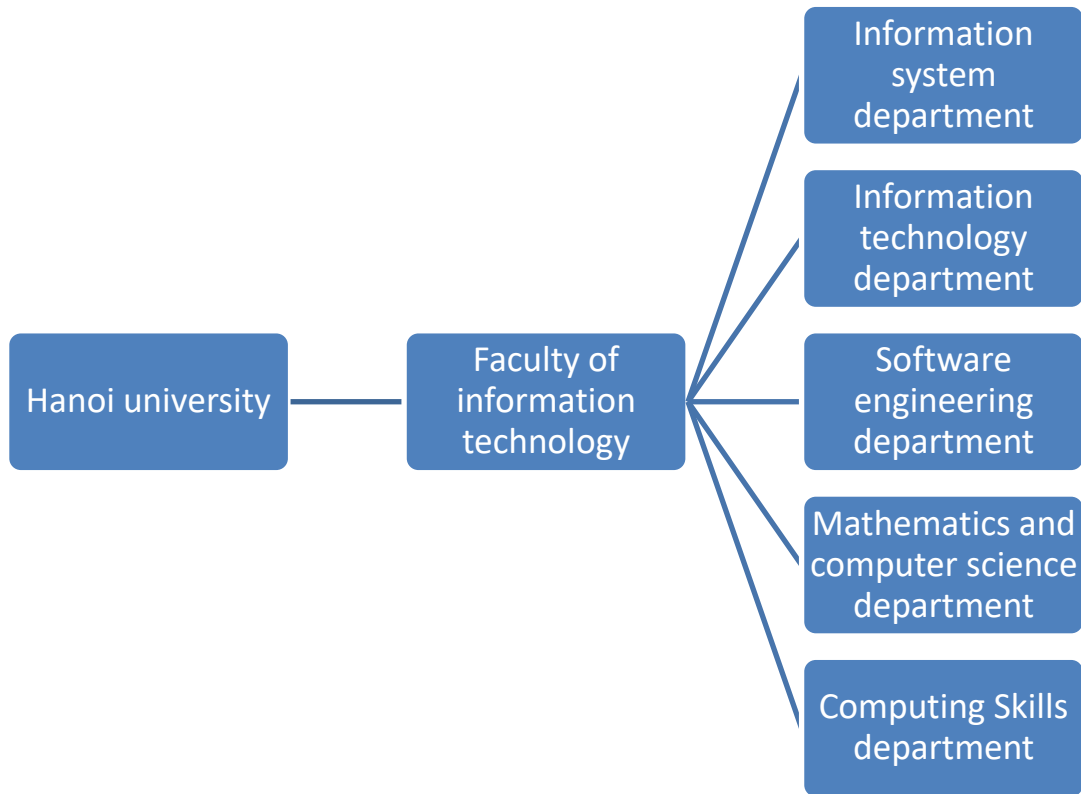 Hanoi university
Faculty of
information
technology
Information
system
department
Information
technology
department
Software
engineering
department
Mathematics and
computer science
department
Computing Skills
department